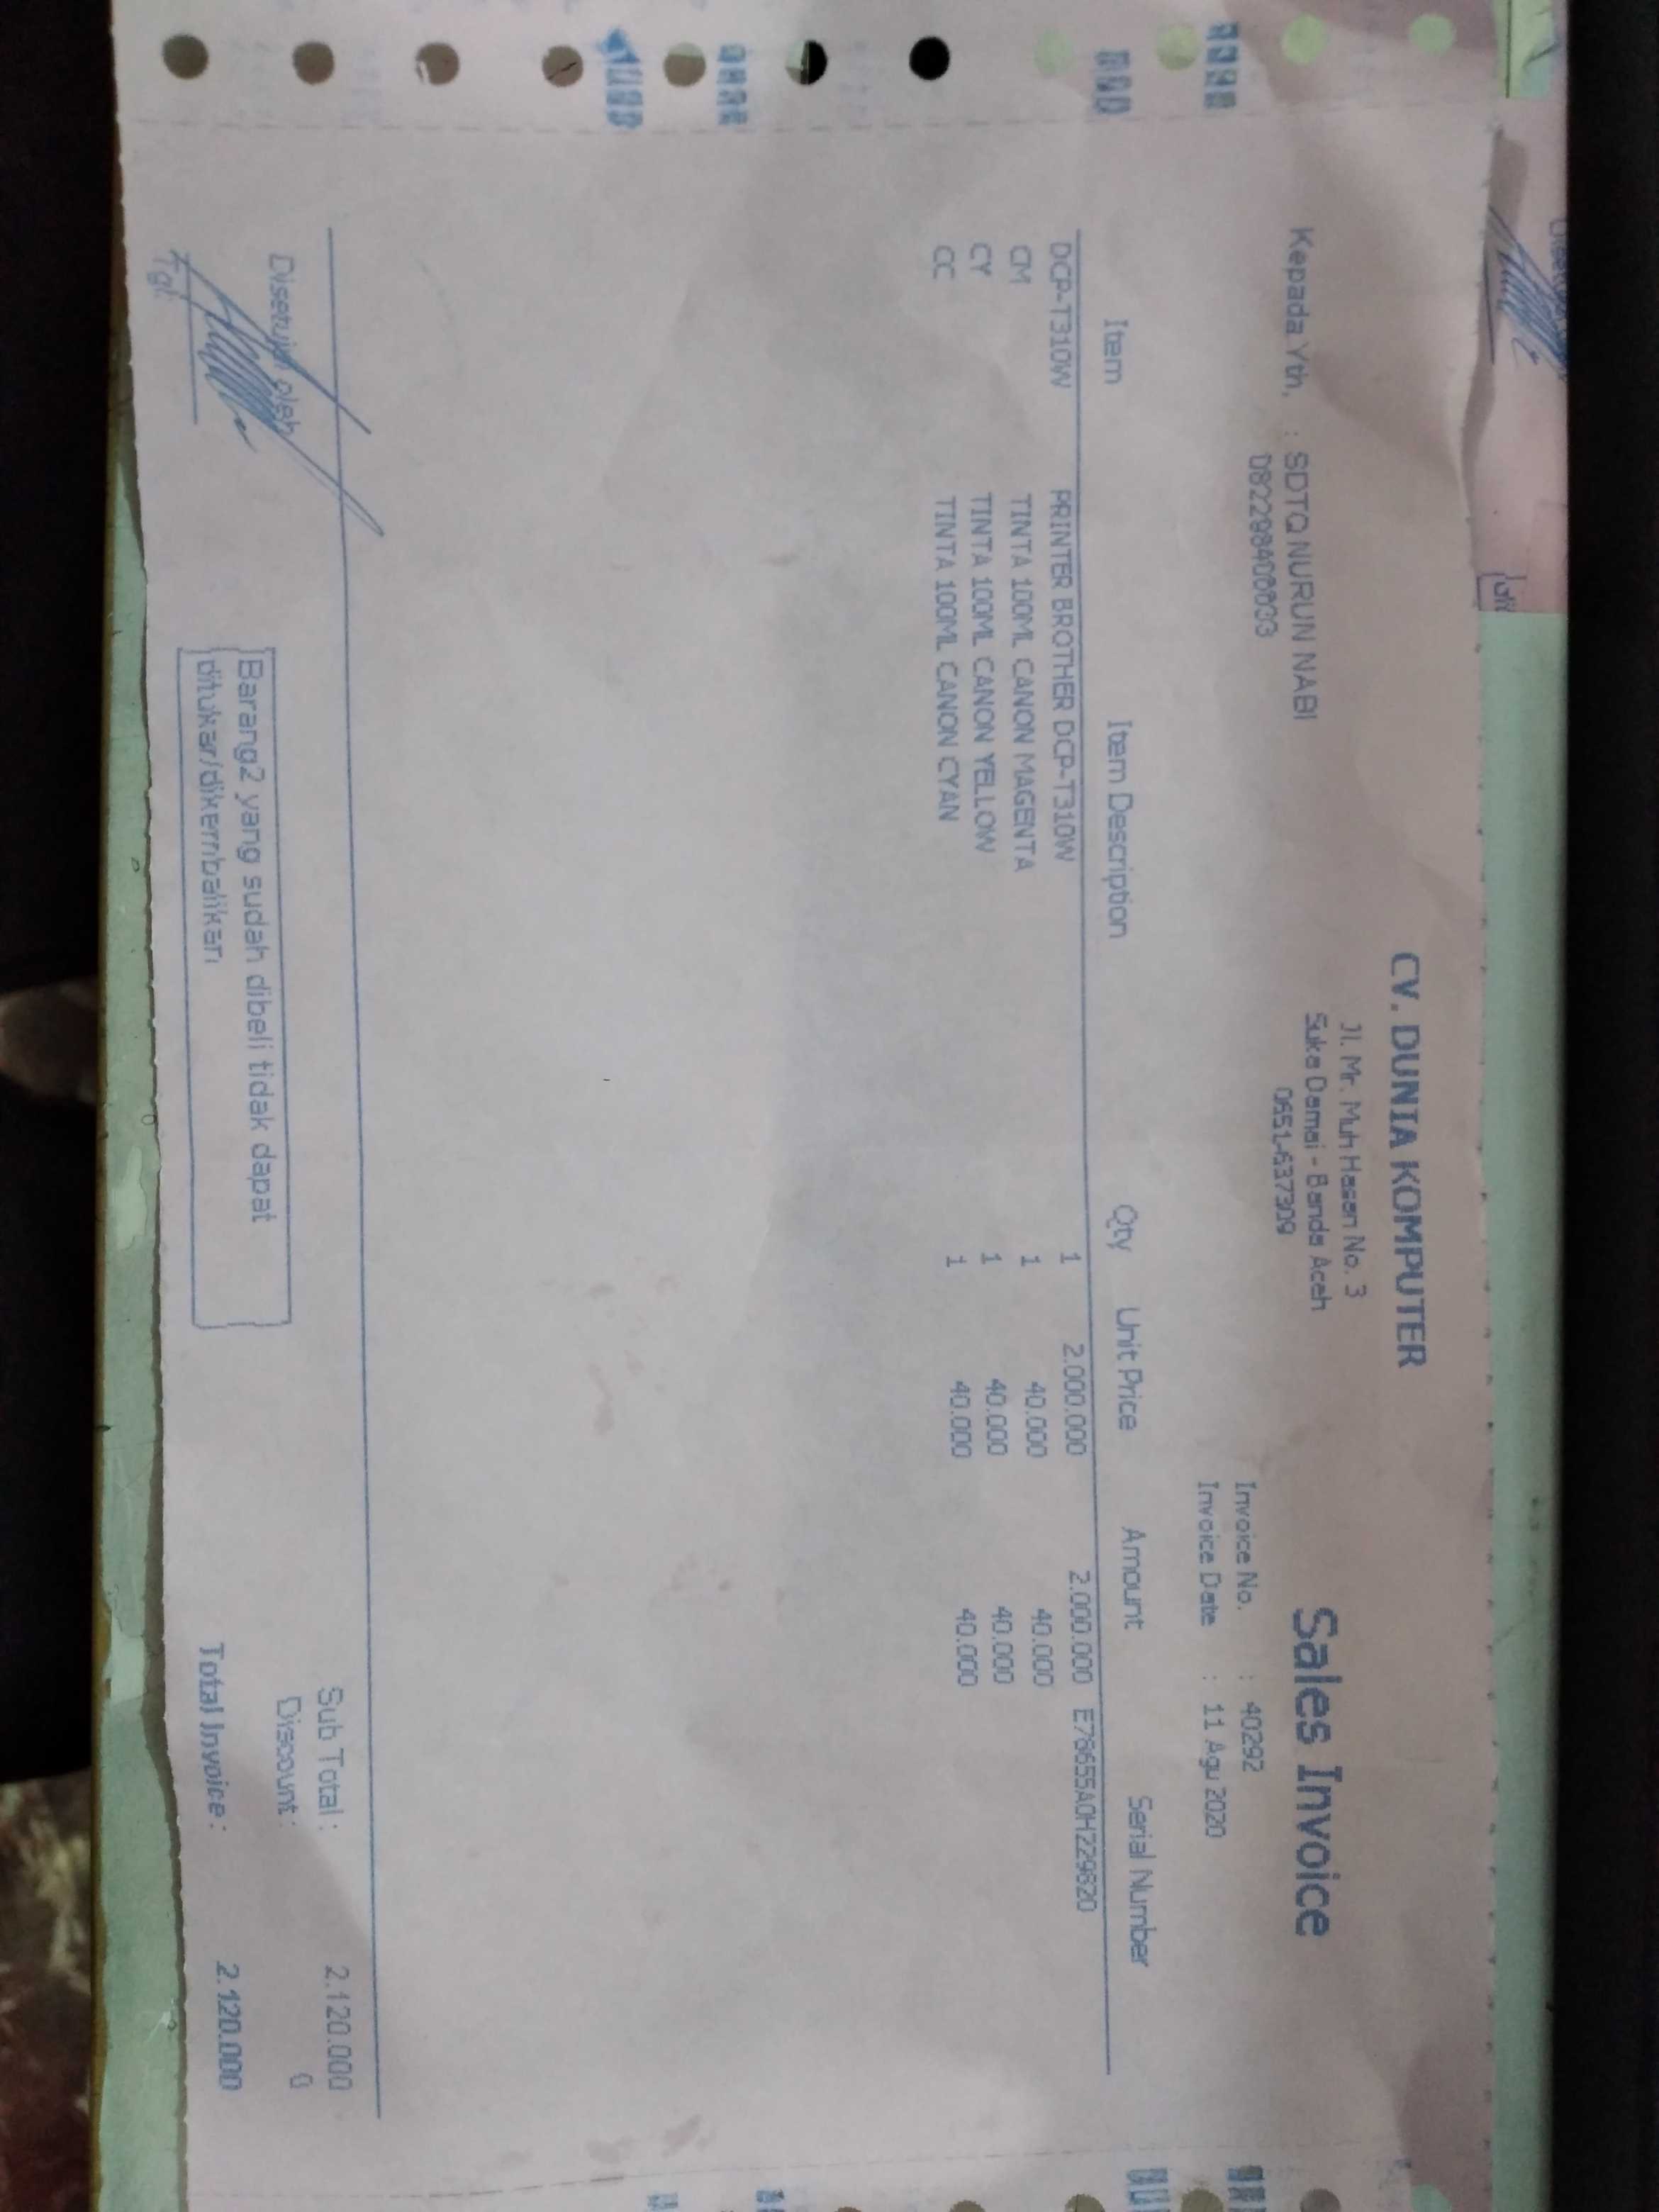 CV. DUNIA KOMPUTER
Jl. Mr. Muh Hasan No. 3
Suka Damai - Banda Aceh
0651-637309
Sales Invoice
Kepada Yth. : SDTQ NURUN NABI
082298400033
Invoice No. : 40292
Invoice Date : 11 Agu 2020
Item Item Description Qty Unit Price Amount Serial Number
DCP-T310W PRINTER BROTHER DCP-T310W 1 2.000.000 2.000.000 E78655A0H229620
CM TINTA 100ML CANON MAGENTA 1 40.000 40.000
CY TINTA 100ML CANON YELLOW 1 40.000 40.000
CC TINTA 100ML CANON CYAN 1 40.000 40.000
Disetujui oleh
Tgl.
Barang2 yang sudah dibeli tidak dapat
ditukar/dikembalikan
Sub Total : 2.120.000
Discount : 0
Total Invoice : 2.120.000